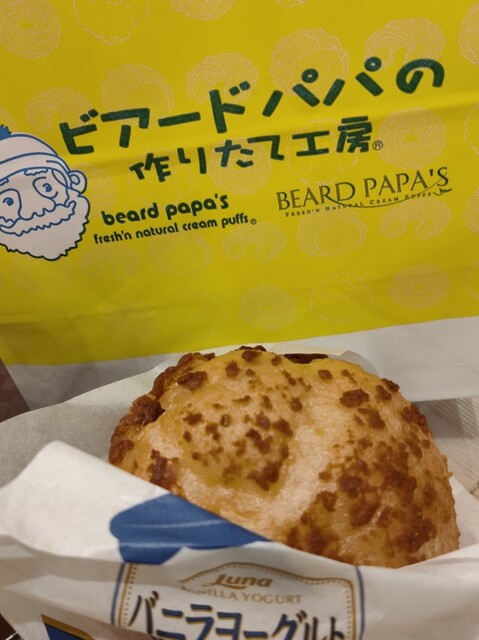 ビアードパパの
作りたて工房®
beard papa's
fresh'n natural cream puffs®
BEARD PAPA'S
FRESH'N NATURAL CREAM PUFFS
Luna
VANILLA YOGURT
バニラヨーグルト